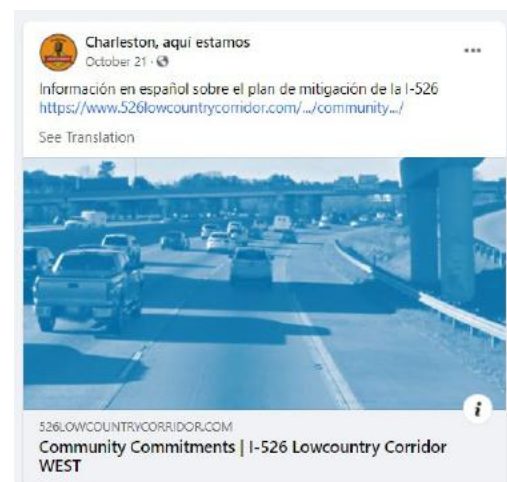 Charleston, aquí estamos
October 21 ·
Información en español sobre el plan de mitigación de la I-526
https://www.526lowcountrycorridor.com/.../community.../
See Translation
526LOWCOUNTRYCORRIDOR.COM
Community Commitments | I-526 Lowcountry Corridor
WEST